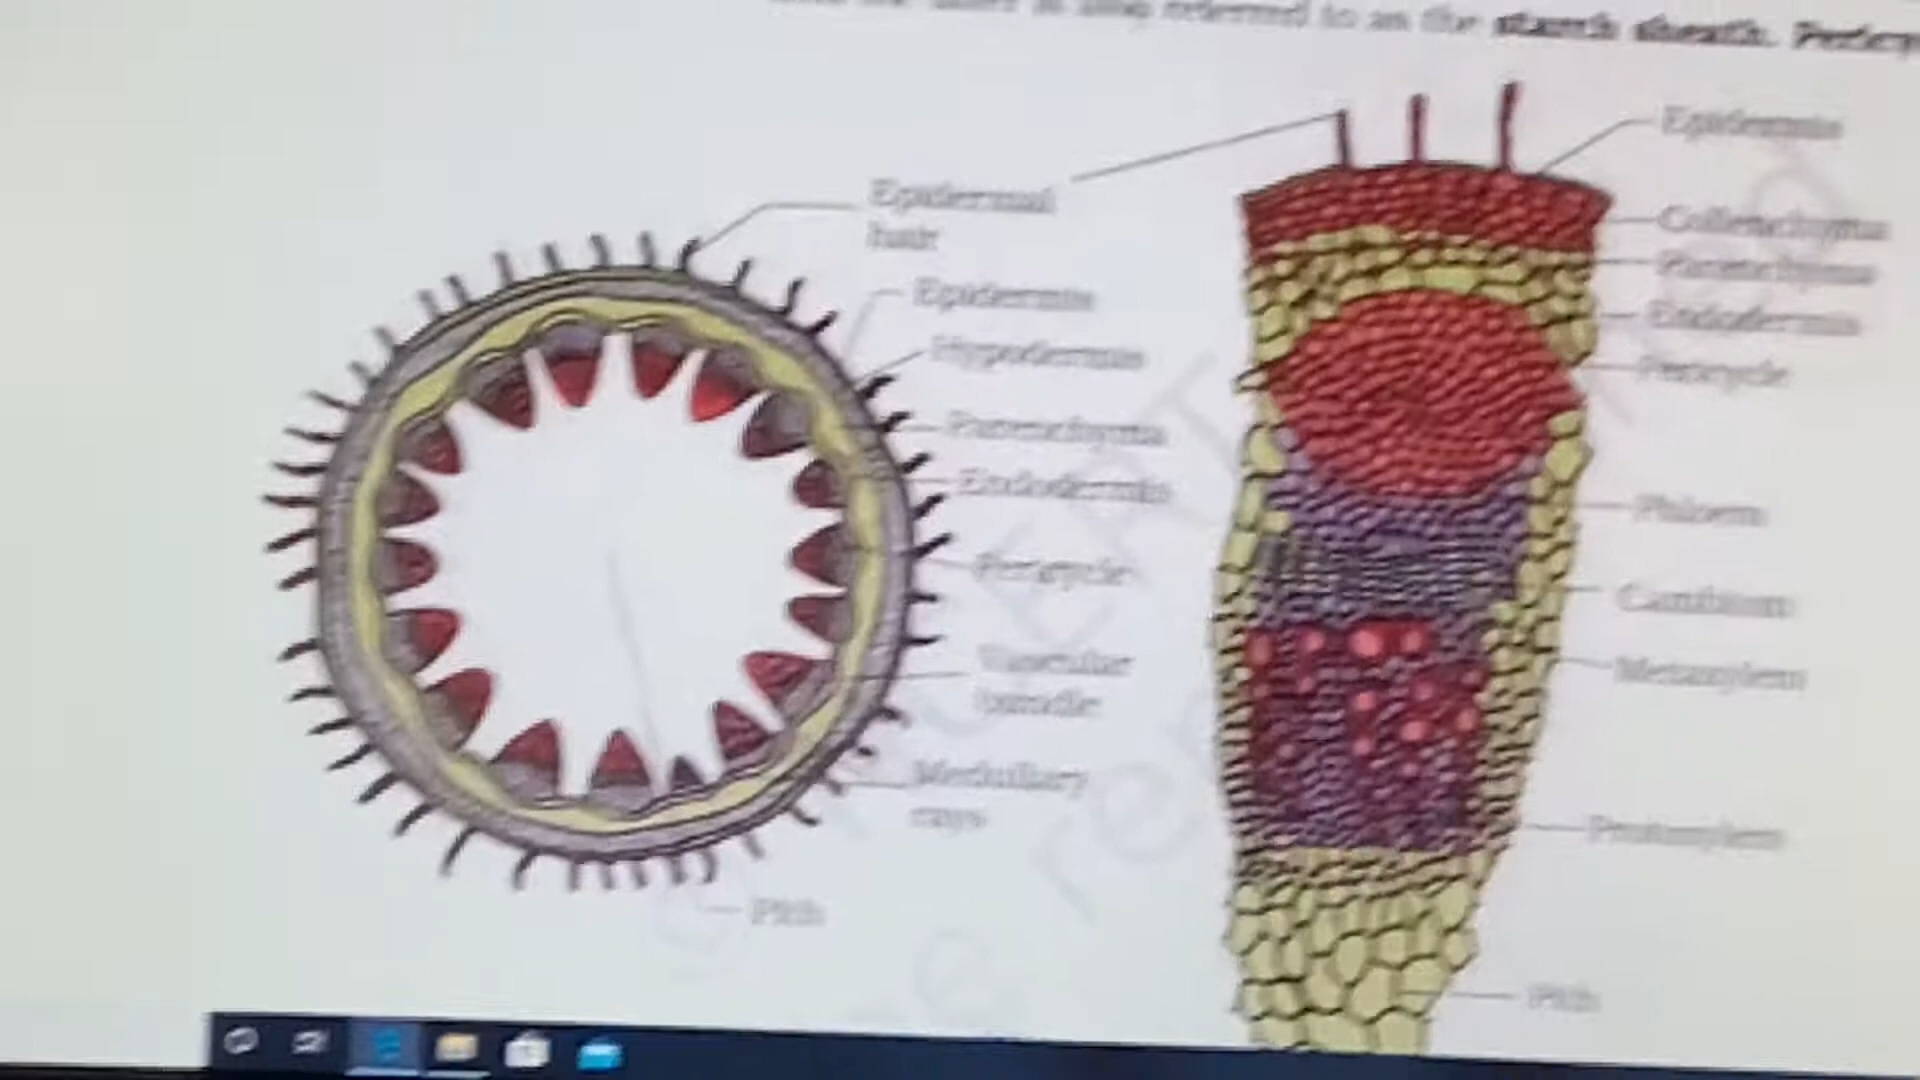 referred to as the starch sheath.
Epidermal
hair
Epidermis
Hypodermis
Parenchyma
Endodermis
Pericycle
Vascular
bundle
Medullary
rays
Pith
Epidermis
Collenchyma
Parenchyma
Endodermis
Pericycle
Phloem
Cambium
Metaxylem
Protoxylem
Pith